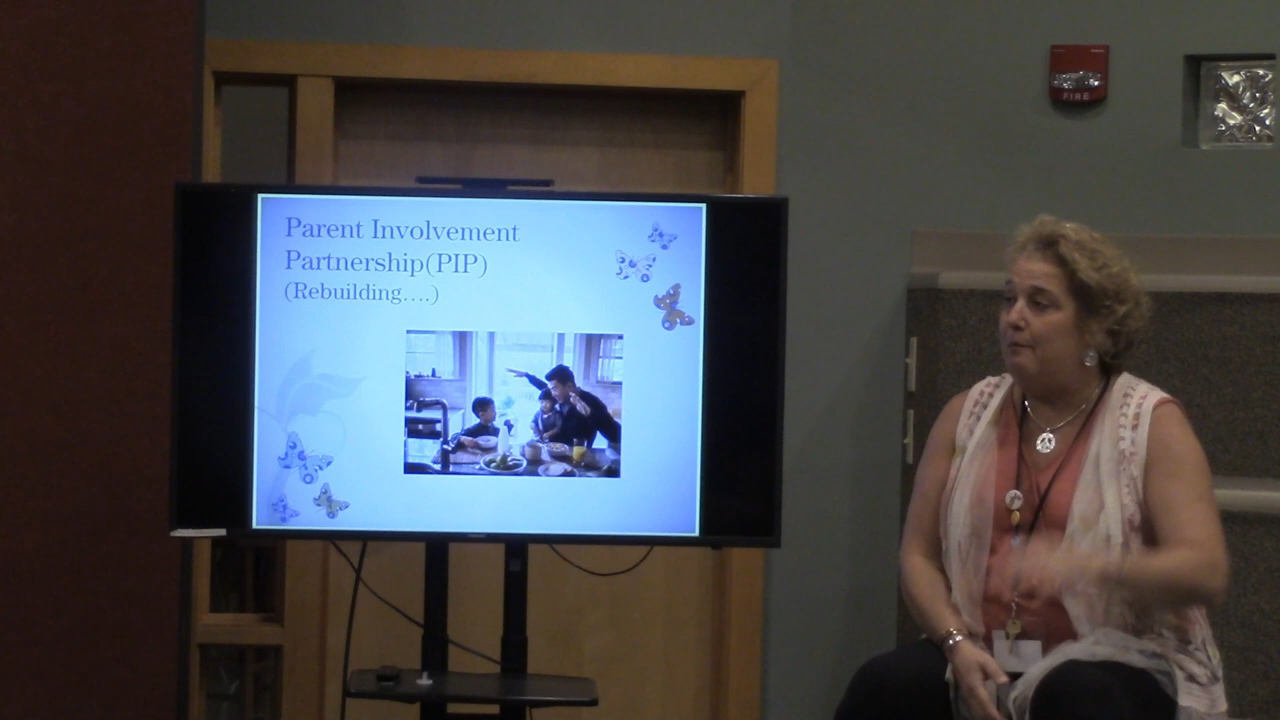 Parent Involvement
Partnership(PIP)
(Rebuilding....)
FIRE